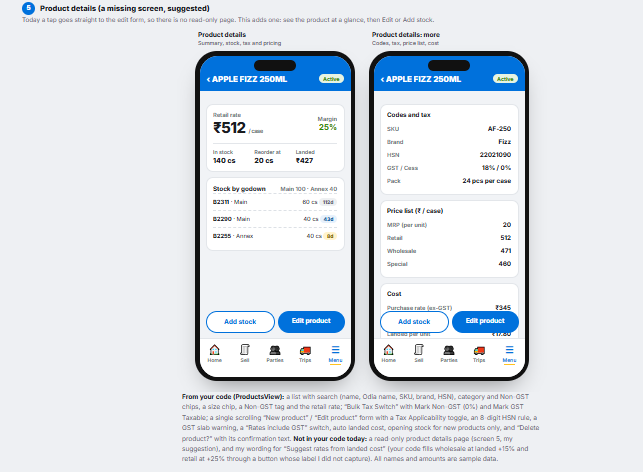 5 Product details (a missing screen, suggested)
Today a tap goes straight to the edit form, so there is no read-only page. This adds one: see the product at a glance, then Edit or Add stock.
Product details
Summary, stock, tax and pricing
‹ APPLE FIZZ 250ML Active
Retail rate
₹512 / case
Margin
25%
In stock Reorder at Landed
140 cs 20 cs ₹427
Stock by godown Main 100 · Annex 40
B2311 · Main 60 cs 112d
B2290 · Main 40 cs 43d
B2255 · Annex 40 cs 8d
Add stock Edit product
Home Sell Parties Trips Menu
Product details: more
Codes, tax, price list, cost
‹ APPLE FIZZ 250ML Active
Codes and tax
SKU AF-250
Brand Fizz
HSN 22021090
GST / Cess 18% / 0%
Pack 24 pcs per case
Price list (₹ / case)
MRP (per unit) 20
Retail 512
Wholesale 471
Special 460
Cost
Purchase rate (ex-GST) ₹345
Add stock Edit product
Landed per unit ₹17.80
Home Sell Parties Trips Menu
From your code (ProductsView): a list with search (name, Odia name, SKU, brand, HSN), category and Non-GST
chips, a size chip, a Non-GST tag and the retail rate; "Bulk Tax Switch" with Mark Non-GST (0%) and Mark GST
Taxable; a single scrolling "New product" / "Edit product" form with a Tax Applicability toggle, an 8-digit HSN rule, a
GST slab warning, a "Rates include GST" switch, auto landed cost, opening stock for new products only, and "Delete
product?" with its confirmation text. Not in your code today: a read-only product details page (screen 5, my
suggestion), and my wording for "Suggest rates from landed cost" (your code fills wholesale at landed +15% and
retail at +25% through a button whose label I did not capture). All names and amounts are sample data.